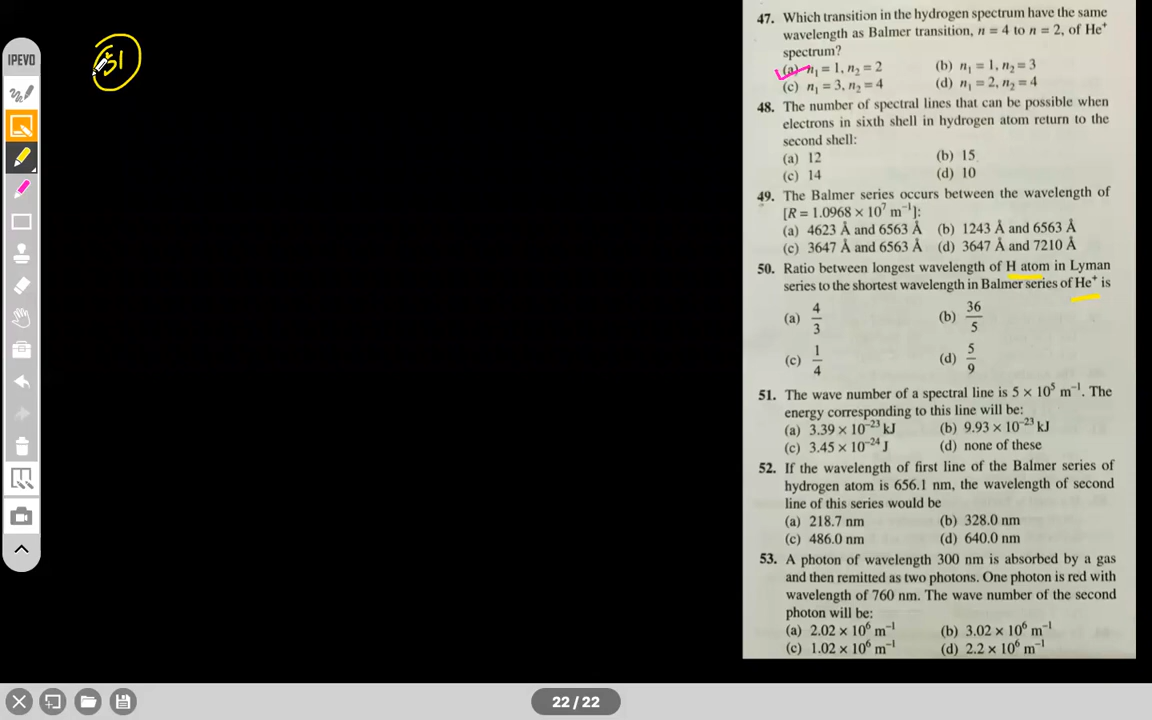 IPEVO
51
47. Which transition in the hydrogen spectrum have the same
wavelength as Balmer transition, n = 4 to n = 2, of He⁺
spectrum?
(a) n₁ = 1, n₂ = 2 (b) n₁ = 1, n₂ = 3
(c) n₁ = 3, n₂ = 4 (d) n₁ = 2, n₂ = 4
48. The number of spectral lines that can be possible when
electrons in sixth shell in hydrogen atom return to the
second shell:
(a) 12 (b) 15
(c) 14 (d) 10
49. The Balmer series occurs between the wavelength of
[R = 1.0968 × 10⁷ m⁻¹]:
(a) 4623 Å and 6563 Å (b) 1243 Å and 6563 Å
(c) 3647 Å and 6563 Å (d) 3647 Å and 7210 Å
50. Ratio between longest wavelength of H atom in Lyman
series to the shortest wavelength in Balmer series of He⁺ is
(a) 4/3 (b) 36/5
(c) 1/4 (d) 5/9
51. The wave number of a spectral line is 5 × 10⁵ m⁻¹. The
energy corresponding to this line will be:
(a) 3.39 × 10⁻²³ kJ (b) 9.93 × 10⁻²³ kJ
(c) 3.45 × 10⁻²⁴ J (d) none of these
52. If the wavelength of first line of the Balmer series of
hydrogen atom is 656.1 nm, the wavelength of second
line of this series would be
(a) 218.7 nm (b) 328.0 nm
(c) 486.0 nm (d) 640.0 nm
53. A photon of wavelength 300 nm is absorbed by a gas
and then remitted as two photons. One photon is red with
wavelength of 760 nm. The wave number of the second
photon will be:
(a) 2.02 × 10⁶ m⁻¹ (b) 3.02 × 10⁶ m⁻¹
(c) 1.02 × 10⁶ m⁻¹ (d) 2.2 × 10⁶ m⁻¹
22 / 22